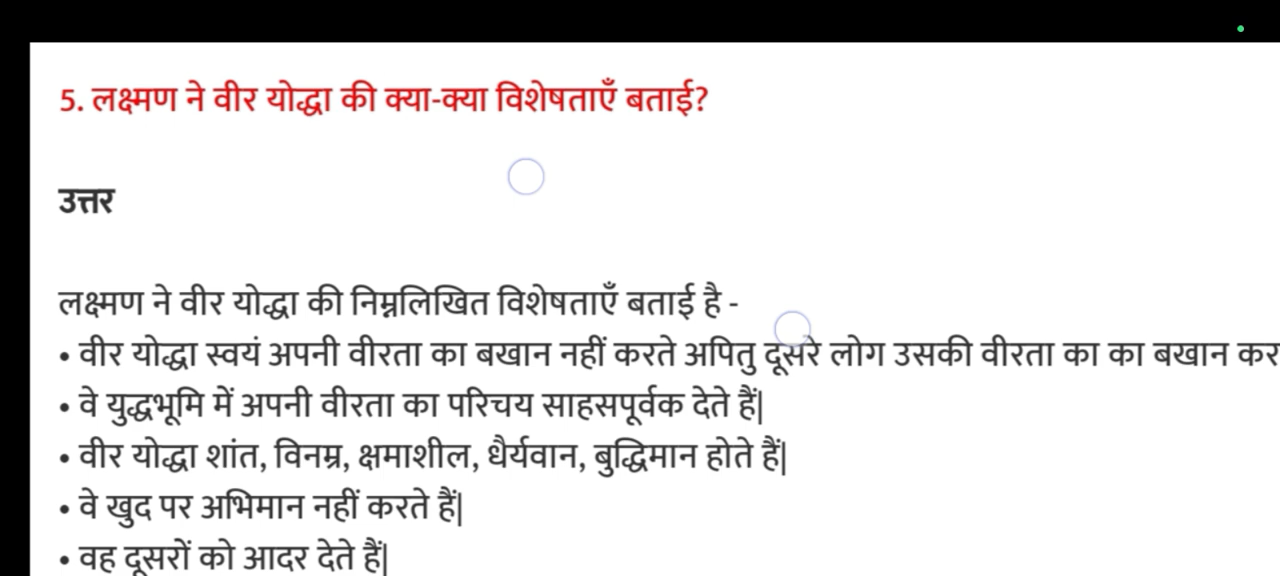 5. लक्ष्मण ने वीर योद्धा की क्या-क्या विशेषताएँ बताई?
उत्तर
लक्ष्मण ने वीर योद्धा की निम्नलिखित विशेषताएँ बताई है -
• वीर योद्धा स्वयं अपनी वीरता का बखान नहीं करते अपितु दूसरे लोग उसकी वीरता का का बखान कर
• वे युद्धभूमि में अपनी वीरता का परिचय साहसपूर्वक देते हैं|
• वीर योद्धा शांत, विनम्र, क्षमाशील, धैर्यवान, बुद्धिमान होते हैं|
• वे खुद पर अभिमान नहीं करते हैं|
• वह दूसरों को आदर देते हैं|